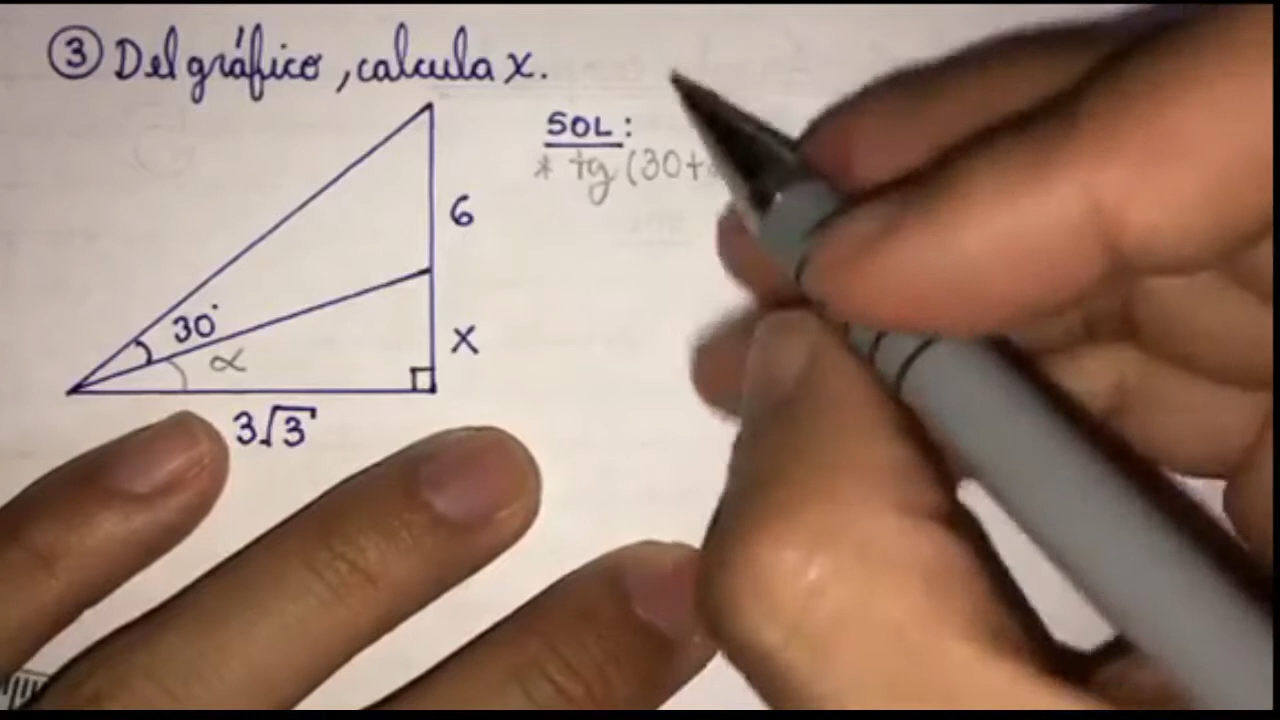 ③ Del gráfico, calcula x.
SOL:
* tg (30+
6
30°
α
x
3√3